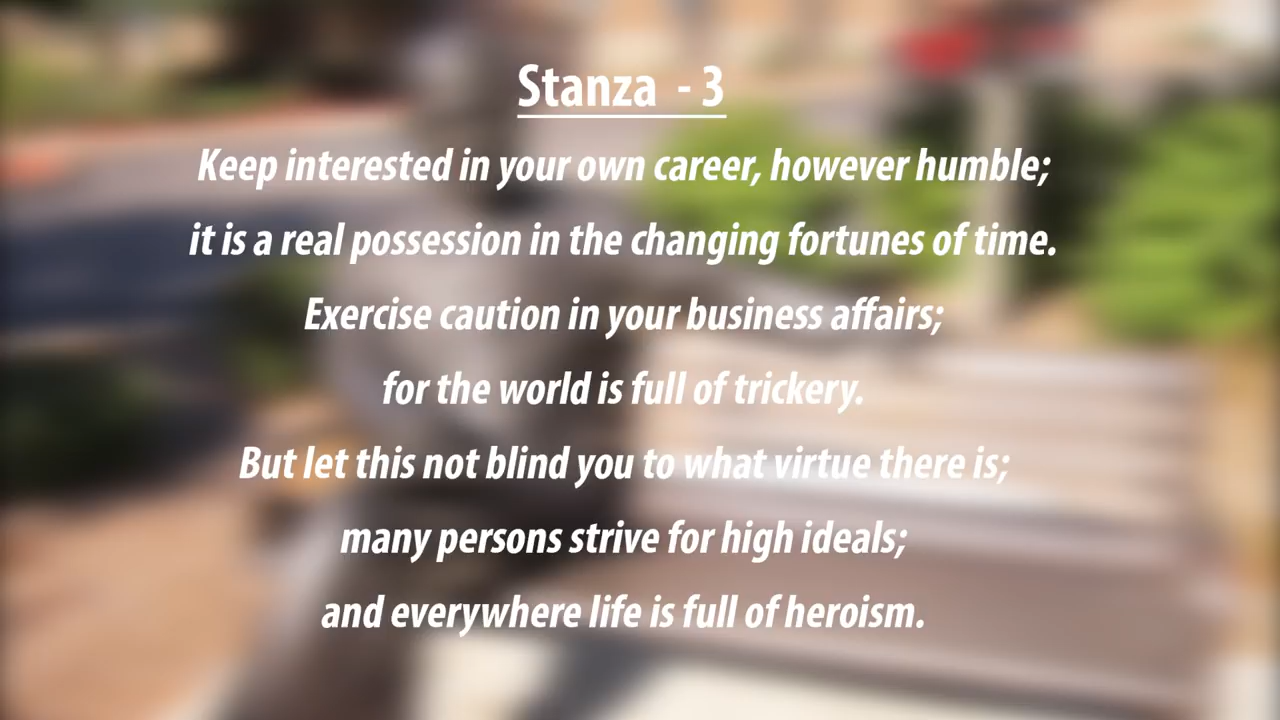 Stanza - 3
Keep interested in your own career, however humble;
it is a real possession in the changing fortunes of time.
Exercise caution in your business affairs;
for the world is full of trickery.
But let this not blind you to what virtue there is;
many persons strive for high ideals;
and everywhere life is full of heroism.